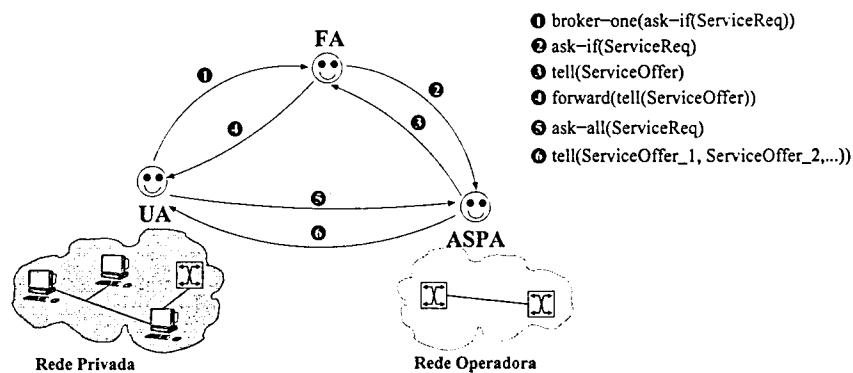 FA
UA
ASPA
❶
❷
❸
❹
❺
❻
Rede Privada
Rede Operadora
❶ broker-one(ask-if(ServiceReq))
❷ ask-if(ServiceReq)
❸ tell(ServiceOffer)
❹ forward(tell(ServiceOffer))
❺ ask-all(ServiceReq)
❻ tell(ServiceOffer_1, ServiceOffer_2,...))